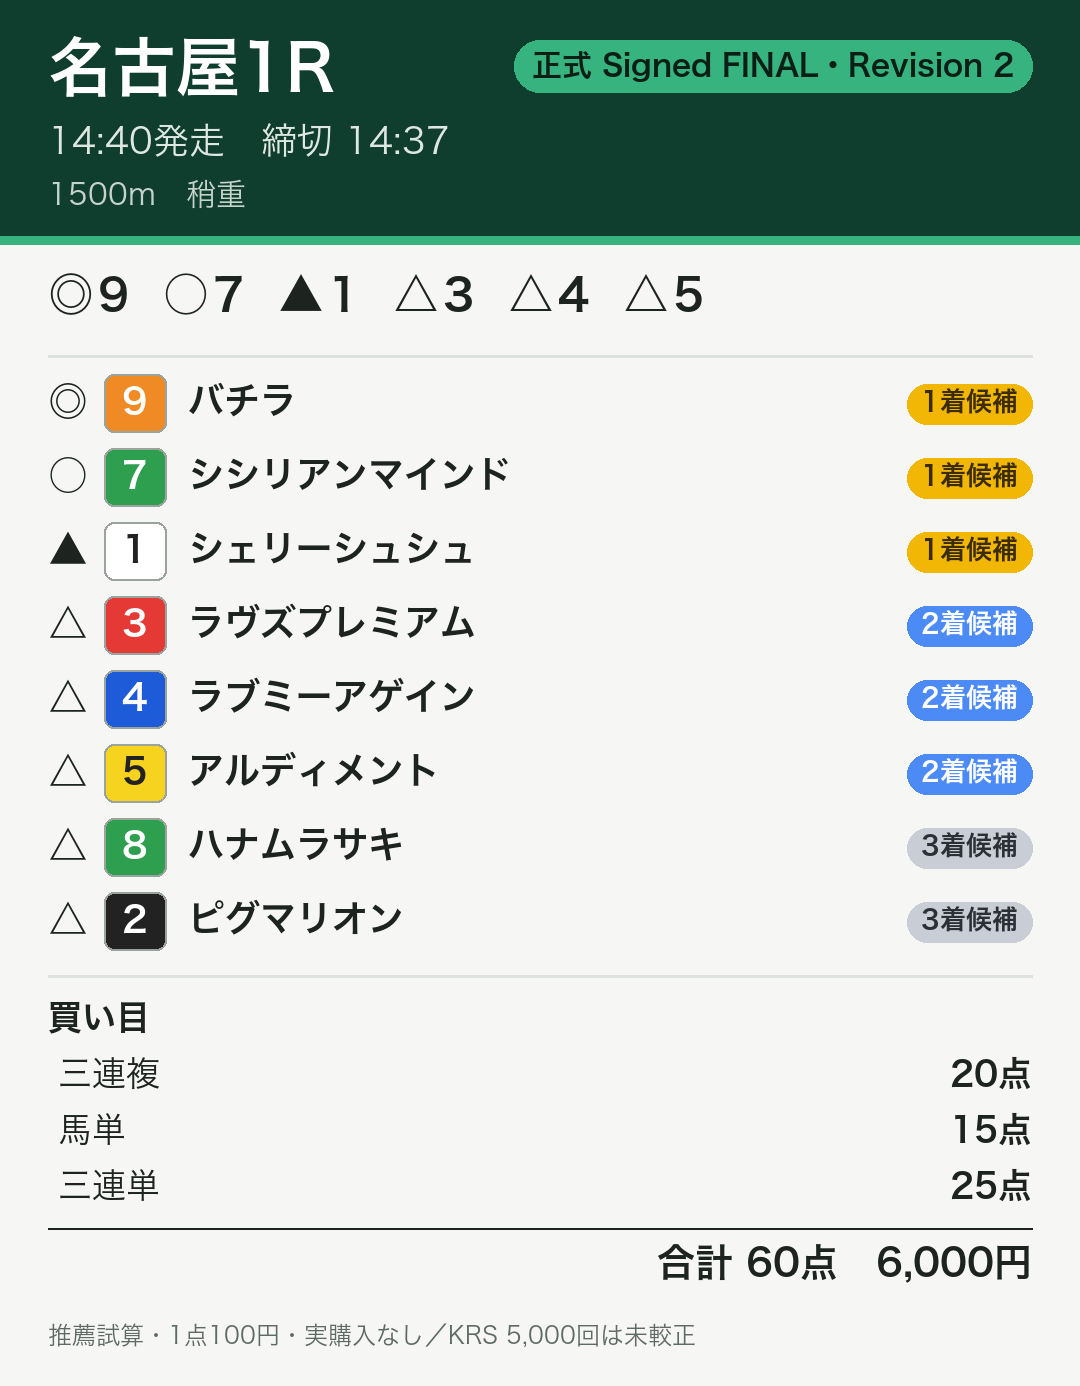 名古屋1R
正式 Signed FINAL・Revision 2
14:40発走　締切 14:37
1500m　稍重
◎9 ○7 ▲1 △3 △4 △5
◎ 9 バチラ 1着候補
○ 7 シシリアンマインド 1着候補
▲ 1 シェリーシュシュ 1着候補
△ 3 ラヴズプレミアム 2着候補
△ 4 ラブミーアゲイン 2着候補
△ 5 アルディメント 2着候補
△ 8 ハナムラサキ 3着候補
△ 2 ピグマリオン 3着候補
買い目
三連複 20点
馬単 15点
三連単 25点
合計 60点　6,000円
推薦試算・1点100円・実購入なし／KRS 5,000回は未較正